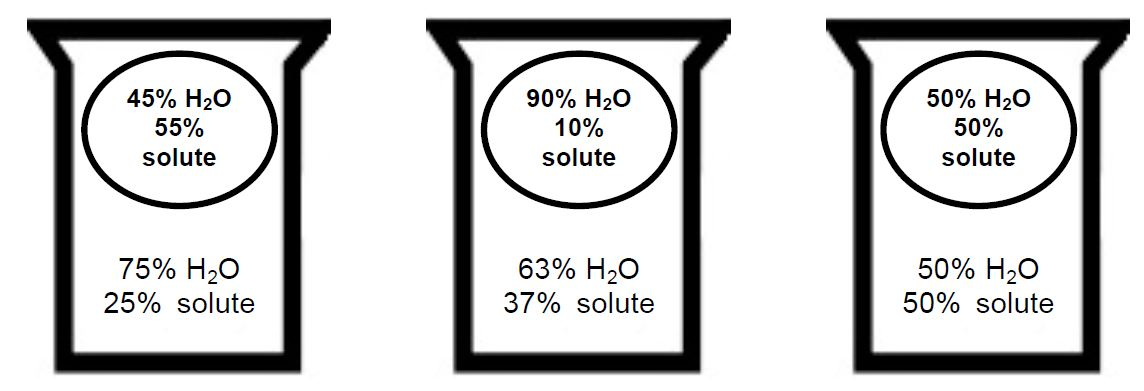 45% H₂O
55%
solute
75% H₂O
25% solute
90% H₂O
10%
solute
63% H₂O
37% solute
50% H₂O
50%
solute
50% H₂O
50% solute